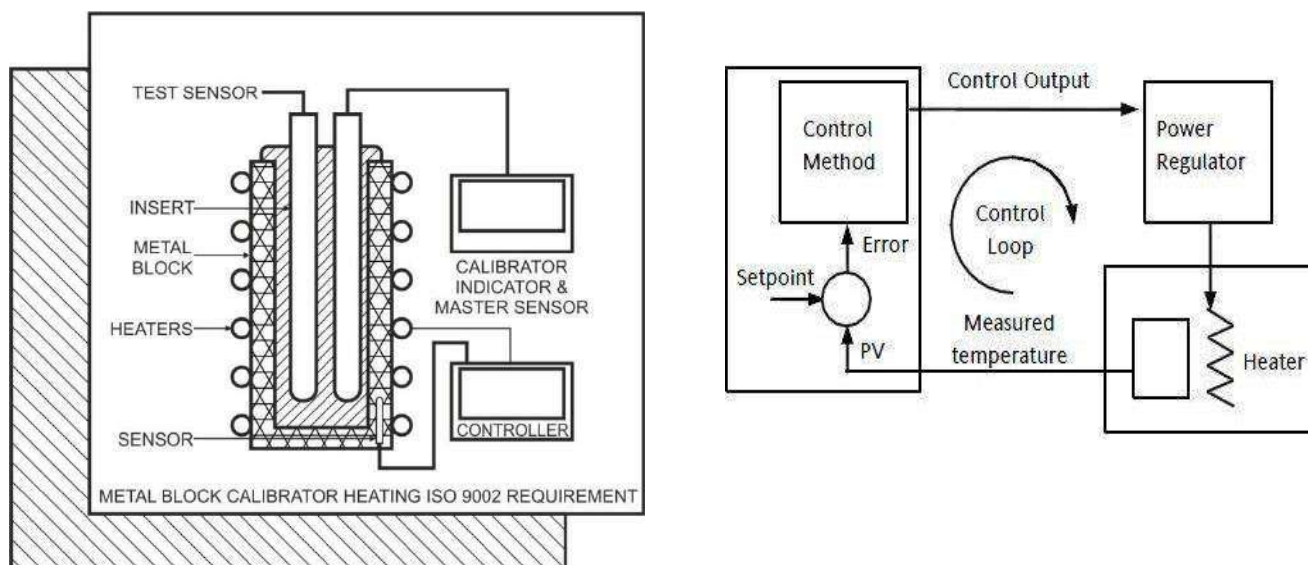 TEST SENSOR
INSERT
METAL
BLOCK
HEATERS
SENSOR
CALIBRATOR
INDICATOR &
MASTER SENSOR
CONTROLLER
METAL BLOCK CALIBRATOR HEATING ISO 9002 REQUIREMENT
Control Output
Control
Method
Power
Regulator
Control
Loop
Error
Setpoint
PV
Measured
temperature
Heater